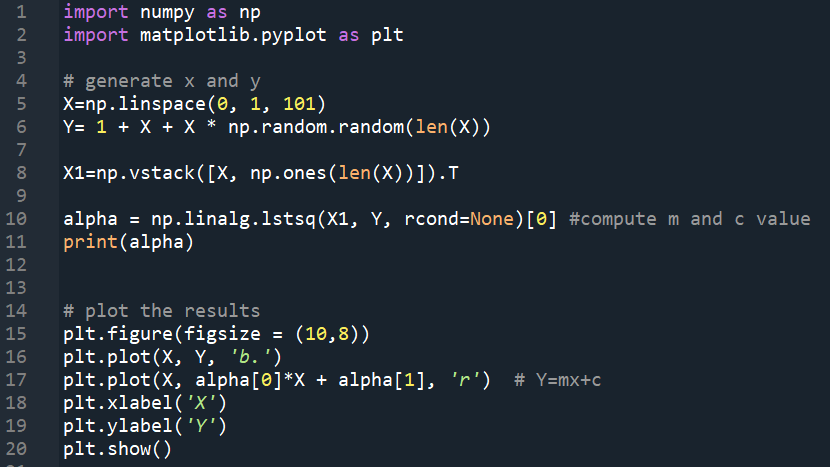 1 import numpy as np
2 import matplotlib.pyplot as plt
3
4 # generate x and y
5 X=np.linspace(0, 1, 101)
6 Y= 1 + X + X * np.random.random(len(X))
7
8 X1=np.vstack([X, np.ones(len(X))]).T
9
10 alpha = np.linalg.lstsq(X1, Y, rcond=None)[0] #compute m and c value
11 print(alpha)
12
13
14 # plot the results
15 plt.figure(figsize = (10,8))
16 plt.plot(X, Y, 'b.')
17 plt.plot(X, alpha[0]*X + alpha[1], 'r')  # Y=mx+c
18 plt.xlabel('X')
19 plt.ylabel('Y')
20 plt.show()